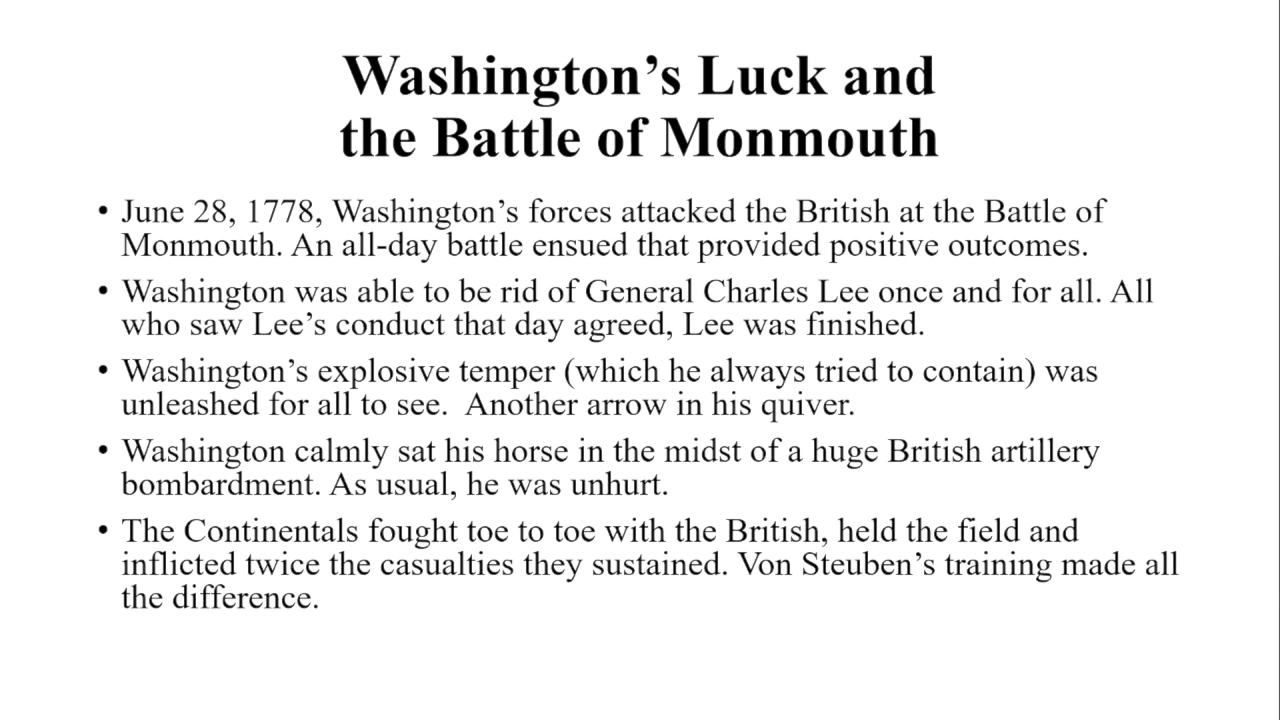 Washington’s Luck and
the Battle of Monmouth
• June 28, 1778, Washington’s forces attacked the British at the Battle of
Monmouth. An all-day battle ensued that provided positive outcomes.
• Washington was able to be rid of General Charles Lee once and for all. All
who saw Lee’s conduct that day agreed, Lee was finished.
• Washington’s explosive temper (which he always tried to contain) was
unleashed for all to see.  Another arrow in his quiver.
• Washington calmly sat his horse in the midst of a huge British artillery
bombardment. As usual, he was unhurt.
• The Continentals fought toe to toe with the British, held the field and
inflicted twice the casualties they sustained. Von Steuben’s training made all
the difference.